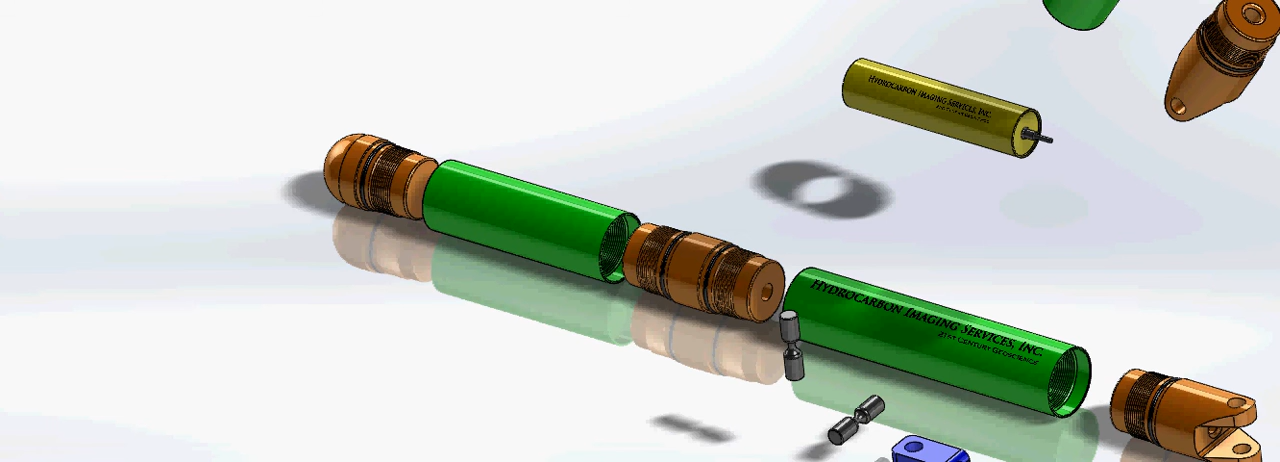 HYDROCARBON IMAGING SERVICES, INC.
HYDROCARBON IMAGING SERVICES, INC.
21ST CENTURY GEOSCIENCE